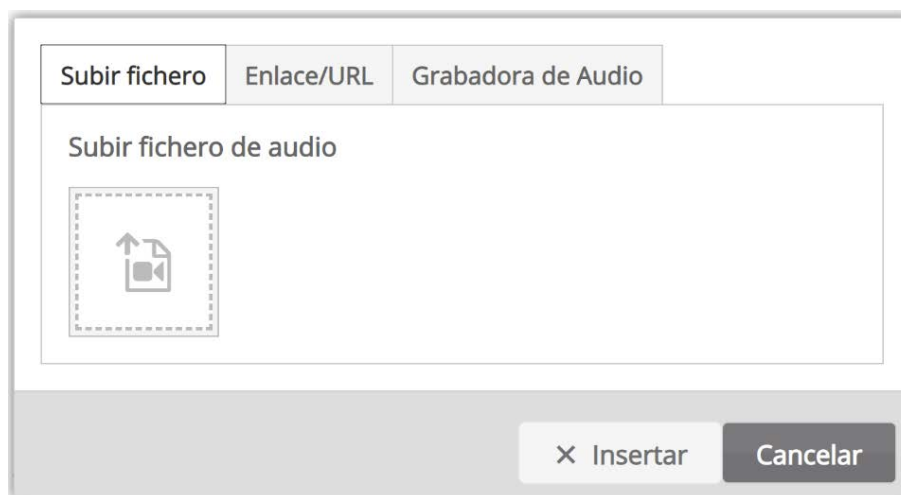 Subir fichero Enlace/URL Grabadora de Audio
Subir fichero de audio
Insertar Cancelar